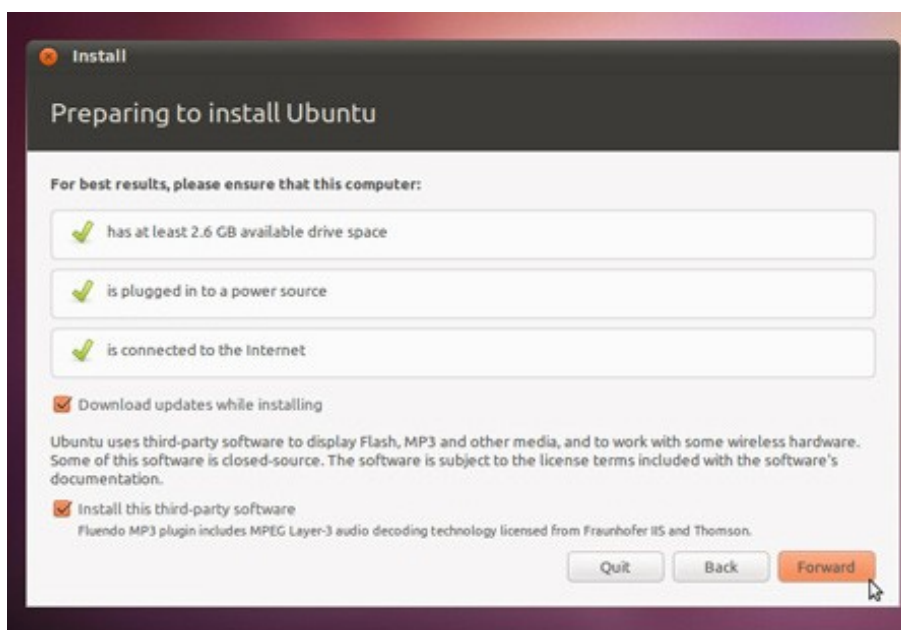 Install
Preparing to install Ubuntu
For best results, please ensure that this computer:
has at least 2.6 GB available drive space
is plugged in to a power source
is connected to the Internet
Download updates while installing
Ubuntu uses third-party software to display Flash, MP3 and other media, and to work with some wireless hardware.
Some of this software is closed-source. The software is subject to the license terms included with the software's
documentation.
Install this third-party software
Fluendo MP3 plugin includes MPEG Layer-3 audio decoding technology licensed from Fraunhofer IIS and Thomson.
Quit Back Forward